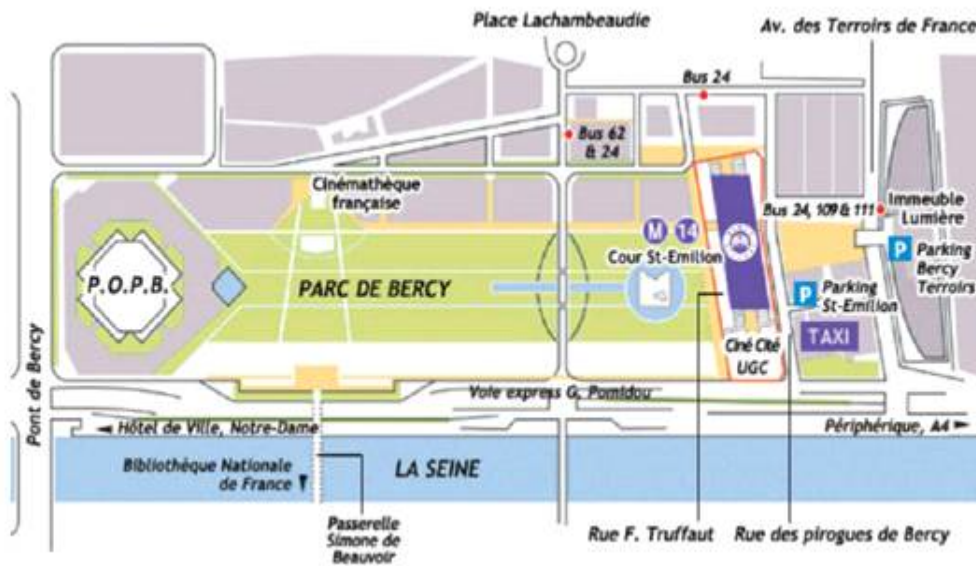 Place Lachambeaudie
Av. des Terroirs de France
Bus 24
Bus 62
& 24
Cinémathèque
française
Bus 24, 109 & 111
Immeuble
Lumière
M 14
Cour St-Emilion
P
Parking
Bercy
Terroirs
P.O.P.B.
PARC DE BERCY
P
Parking
St-Emilion
TAXI
Ciné Cité
UGC
Pont de Bercy
Voie express G. Pomidou
Hôtel de Ville, Notre-Dame
Périphérique, A4
Bibliothèque Nationale
de France
LA SEINE
Passerelle
Simone de
Beauvoir
Rue F. Truffaut
Rue des pirogues de Bercy